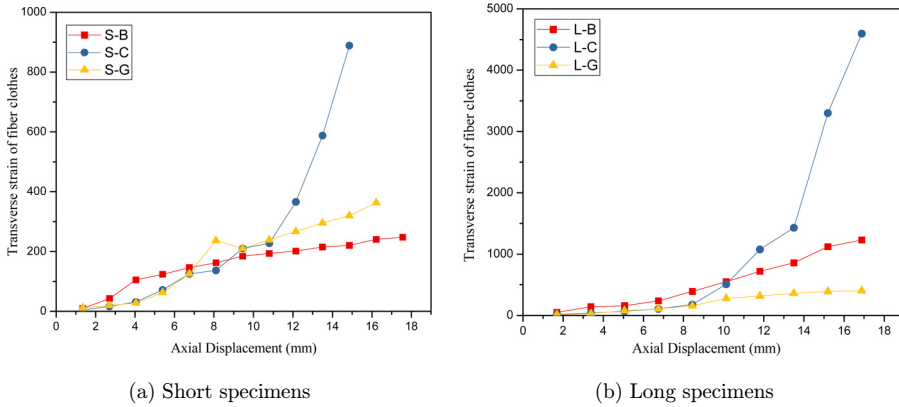 1000
800
600
400
200
0
Transverse strain of fiber clothes
S-B
S-C
S-G
0 2 4 6 8 10 12 14 16 18
Axial Displacement (mm)
(a) Short specimens
5000
4000
3000
2000
1000
0
Transverse strain of fiber clothes
L-B
L-C
L-G
0 2 4 6 8 10 12 14 16 18
Axial Displacement (mm)
(b) Long specimens